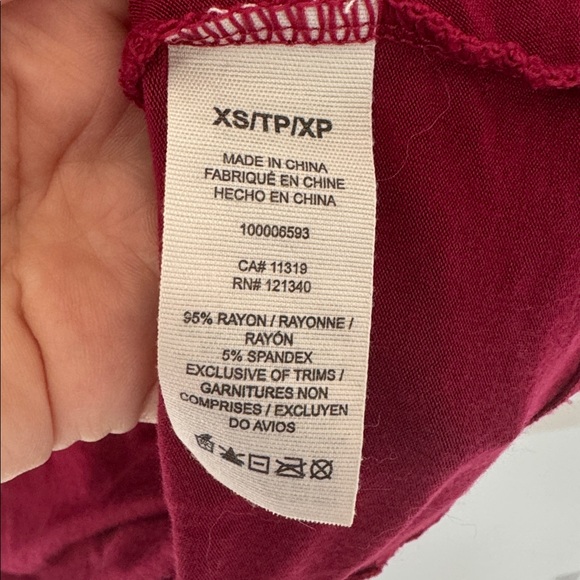 XS/TP/XP
MADE IN CHINA
FABRIQUÉ EN CHINE
HECHO EN CHINA
100006593
CA# 11319
RN# 121340
95% RAYON / RAYONNE /
RAYÓN
5% SPANDEX
EXCLUSIVE OF TRIMS /
GARNITURES NON
COMPRISES / EXCLUYEN
DO AVIOS